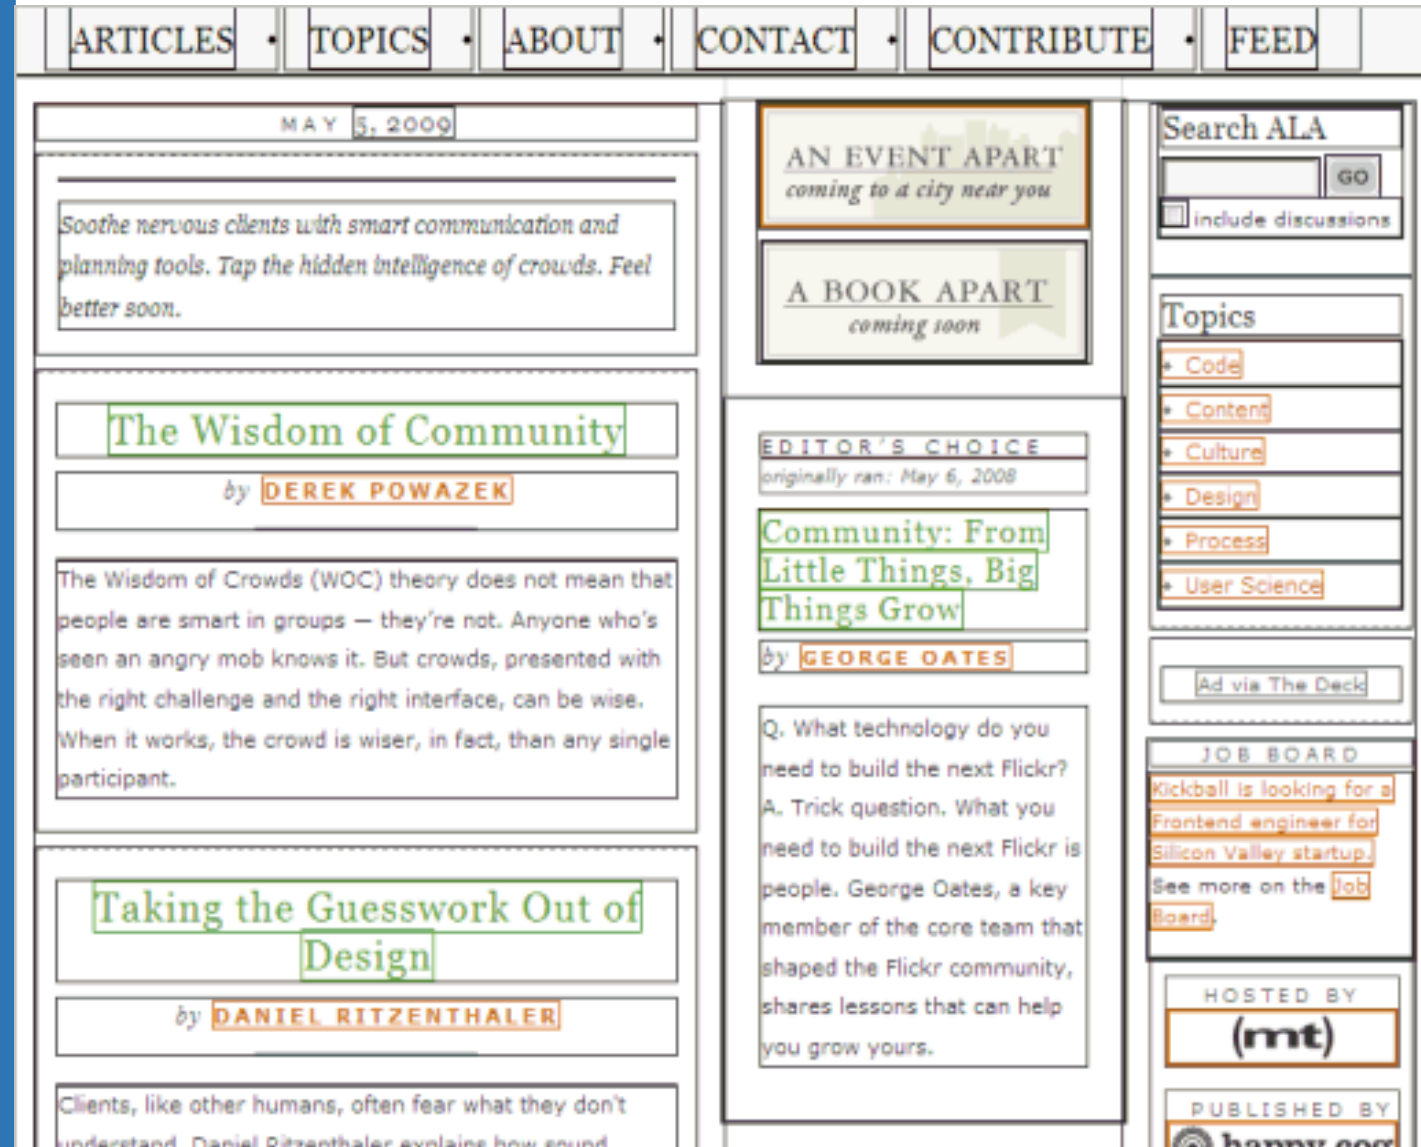 ARTICLES • TOPICS • ABOUT • CONTACT • CONTRIBUTE • FEED
MAY 5, 2009
Soothe nervous clients with smart communication and
planning tools. Tap the hidden intelligence of crowds. Feel
better soon.
The Wisdom of Community
by DEREK POWAZEK
The Wisdom of Crowds (WOC) theory does not mean that
people are smart in groups — they’re not. Anyone who’s
seen an angry mob knows it. But crowds, presented with
the right challenge and the right interface, can be wise.
When it works, the crowd is wiser, in fact, than any single
participant.
Taking the Guesswork Out of
Design
by DANIEL RITZENTHALER
Clients, like other humans, often fear what they don't
understand. Daniel Ritzenthaler explains how sound
AN EVENT APART
coming to a city near you
A BOOK APART
coming soon
EDITOR'S CHOICE
originally ran: May 6, 2008
Community: From
Little Things, Big
Things Grow
by GEORGE OATES
Q. What technology do you
need to build the next Flickr?
A. Trick question. What you
need to build the next Flickr is
people. George Oates, a key
member of the core team that
shaped the Flickr community,
shares lessons that can help
you grow yours.
Search ALA
GO
include discussions
Topics
• Code
• Content
• Culture
• Design
• Process
• User Science
Ad via The Deck
JOB BOARD
Kickball is looking for a
Frontend engineer for
Silicon Valley startup.
See more on the Job
Board.
HOSTED BY
(mt)
PUBLISHED BY
happy cog